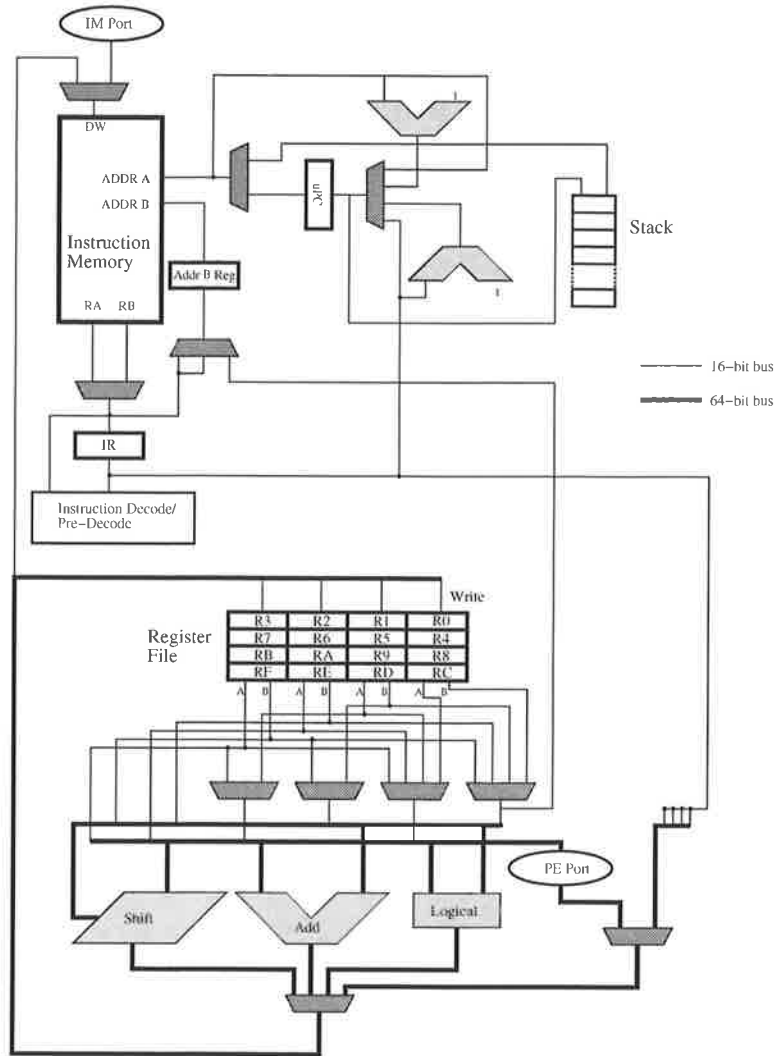 IM Port
DW
1
ADDR A
ADDR B
μPC
Stack
Instruction
Memory
Addr B Reg
1
RA RB
16-bit bus
64-bit bus
IR
Instruction Decode/
Pre-Decode
Write
Register
File
R3 R2 R1 R0
R7 R6 R5 R4
RB RA R9 R8
RF RE RD RC
A B A B A B A B
PE Port
Shift
Add
Logical